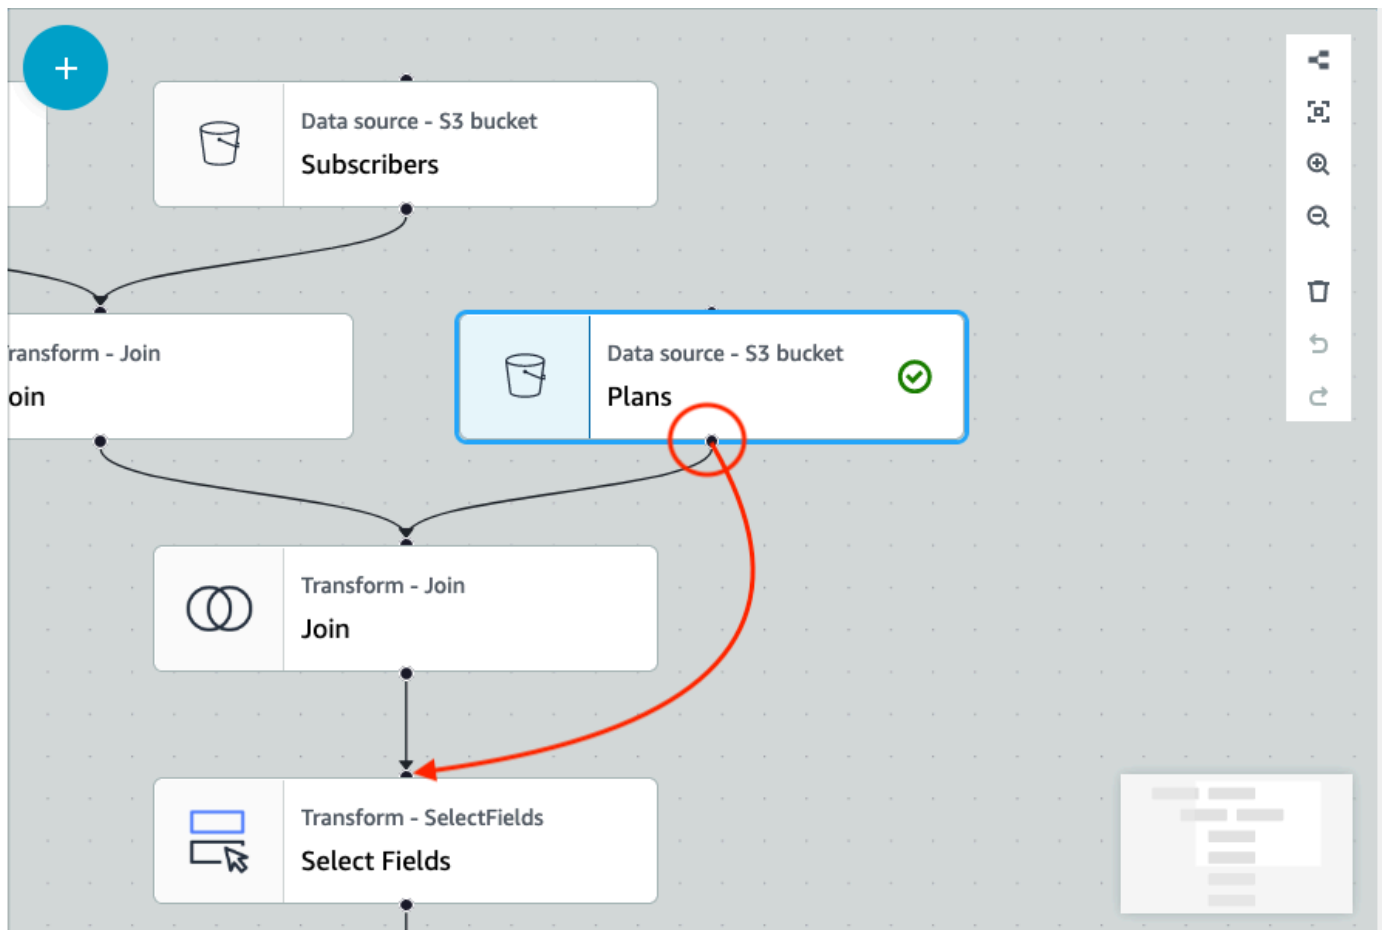 +
Data source - S3 bucket
Subscribers
ransform - Join
oin
Data source - S3 bucket
Plans
Transform - Join
Join
Transform - SelectFields
Select Fields